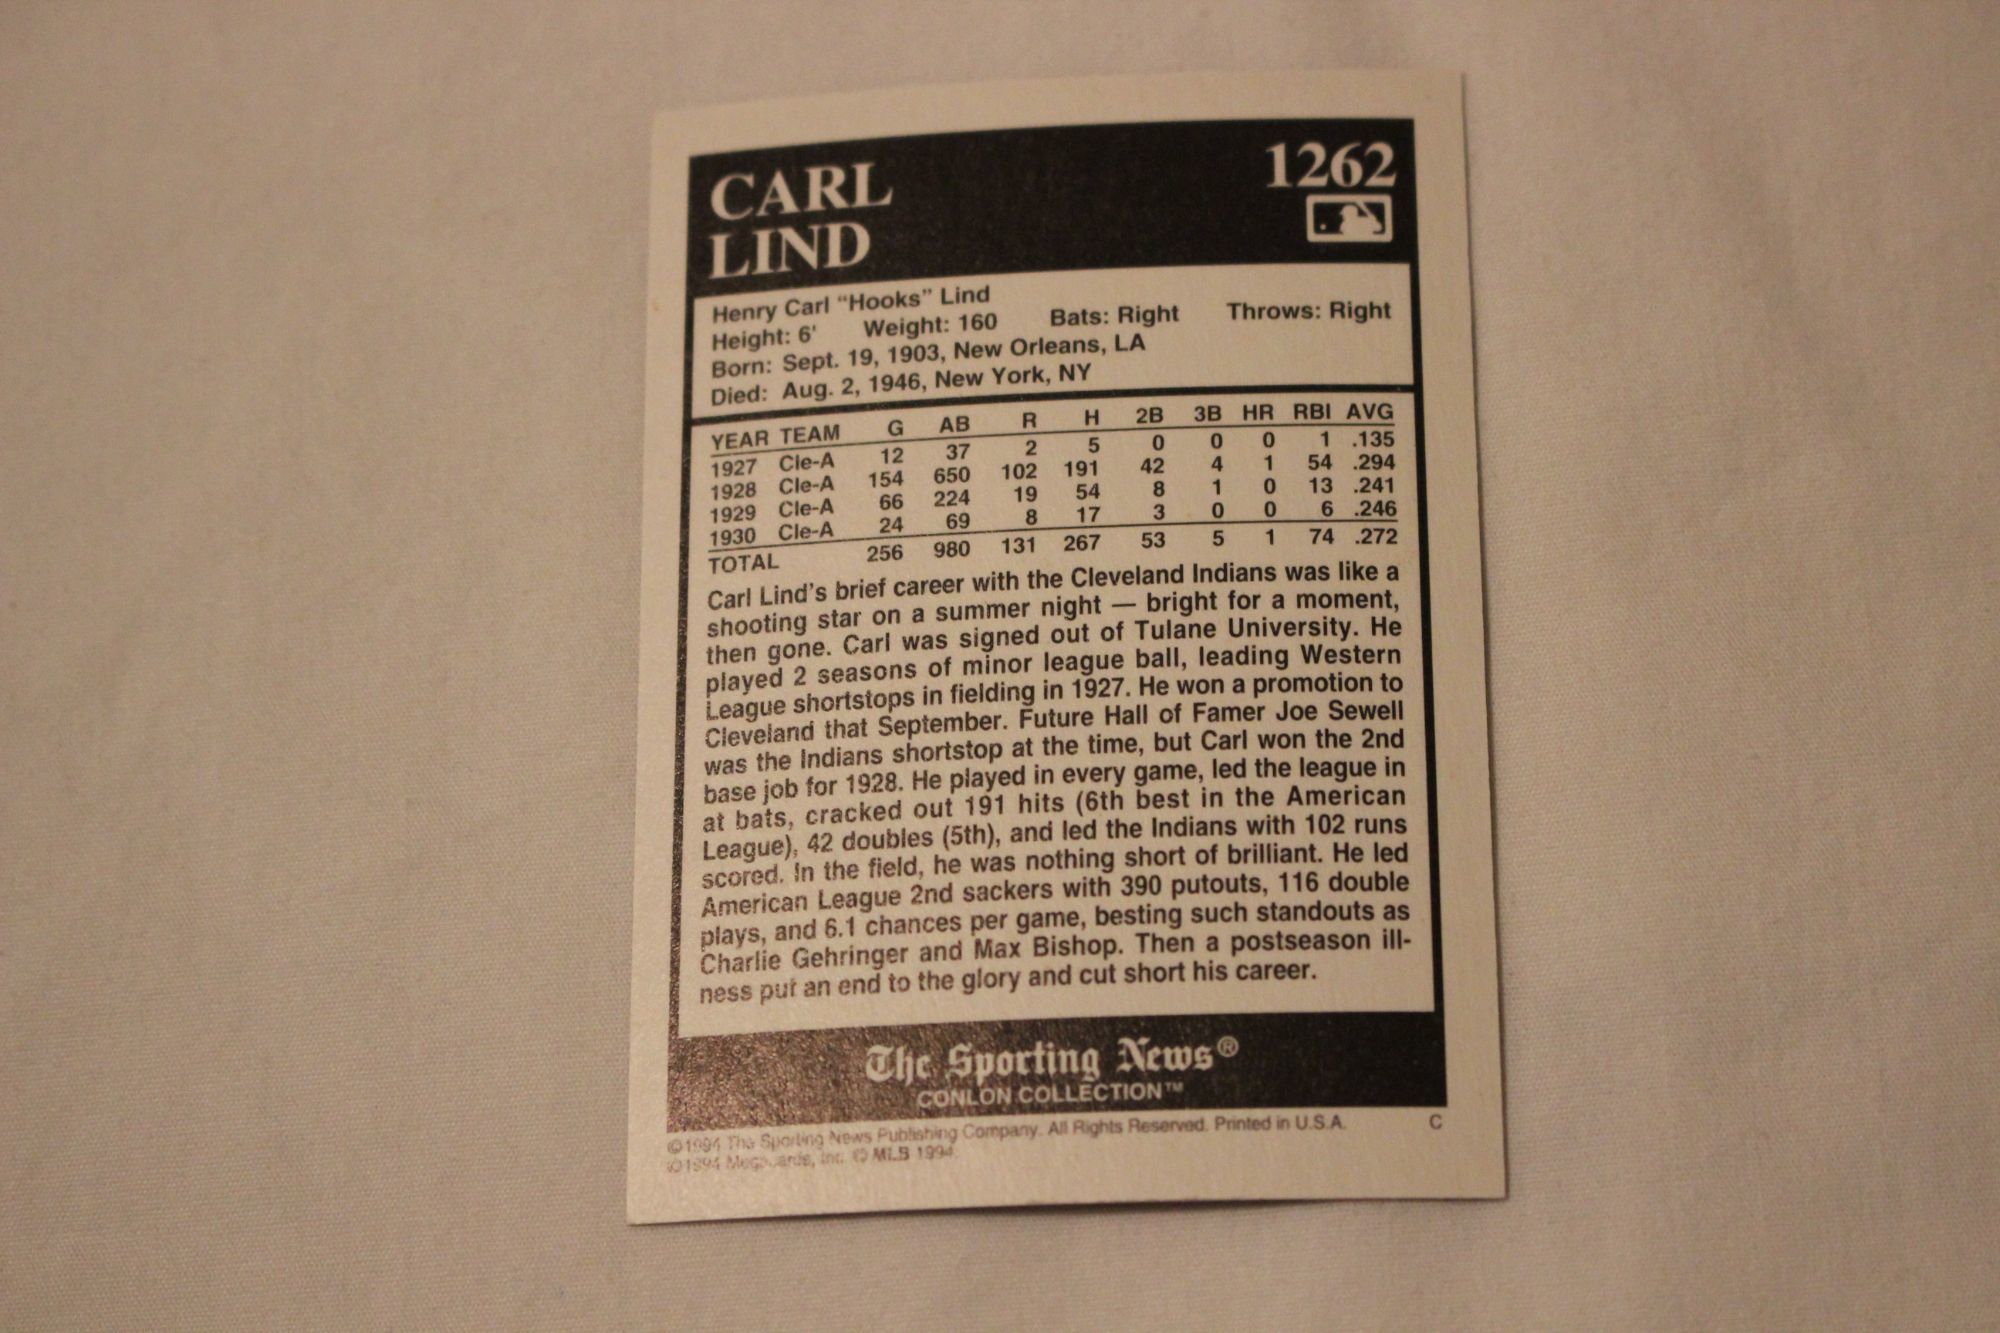 CARL
LIND
1262
Henry Carl "Hooks" Lind
Height: 6' Weight: 160 Bats: Right Throws: Right
Born: Sept. 19, 1903, New Orleans, LA
Died: Aug. 2, 1946, New York, NY
YEAR TEAM G AB R H 2B 3B HR RBI AVG
1927 Cle-A 12 37 2 5 0 0 0 1 .135
1928 Cle-A 154 650 102 191 42 4 1 54 .294
1929 Cle-A 66 224 19 54 8 1 0 13 .241
1930 Cle-A 24 69 8 17 3 0 0 6 .246
TOTAL 256 980 131 267 53 5 1 74 .272
Carl Lind's brief career with the Cleveland Indians was like a
shooting star on a summer night — bright for a moment,
then gone. Carl was signed out of Tulane University. He
played 2 seasons of minor league ball, leading Western
League shortstops in fielding in 1927. He won a promotion to
Cleveland that September. Future Hall of Famer Joe Sewell
was the Indians shortstop at the time, but Carl won the 2nd
base job for 1928. He played in every game, led the league in
at bats, cracked out 191 hits (6th best in the American
League), 42 doubles (5th), and led the Indians with 102 runs
scored. In the field, he was nothing short of brilliant. He led
American League 2nd sackers with 390 putouts, 116 double
plays, and 6.1 chances per game, besting such standouts as
Charlie Gehringer and Max Bishop. Then a postseason ill-
ness put an end to the glory and cut short his career.
The Sporting News®
CONLON COLLECTION™
©1994 The Sporting News Publishing Company. All Rights Reserved. Printed in U.S.A. C
©1994 Megacards, Inc. © MLB 1994